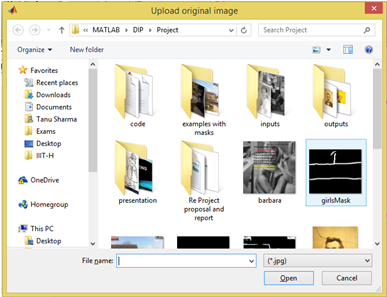 Upload original image
« MATLAB ▸ DIP ▸ Project
Search Project
Organize
New folder
Favorites
Recent places
Downloads
Documents
Tanu Sharma
Exams
Desktop
IIIT-H
OneDrive
Homegroup
This PC
Desktop
code
examples with masks
inputs
outputs
presentation
Re Project proposal and report
barbara
girlsMask
File name:
(*.jpg)
Open
Cancel